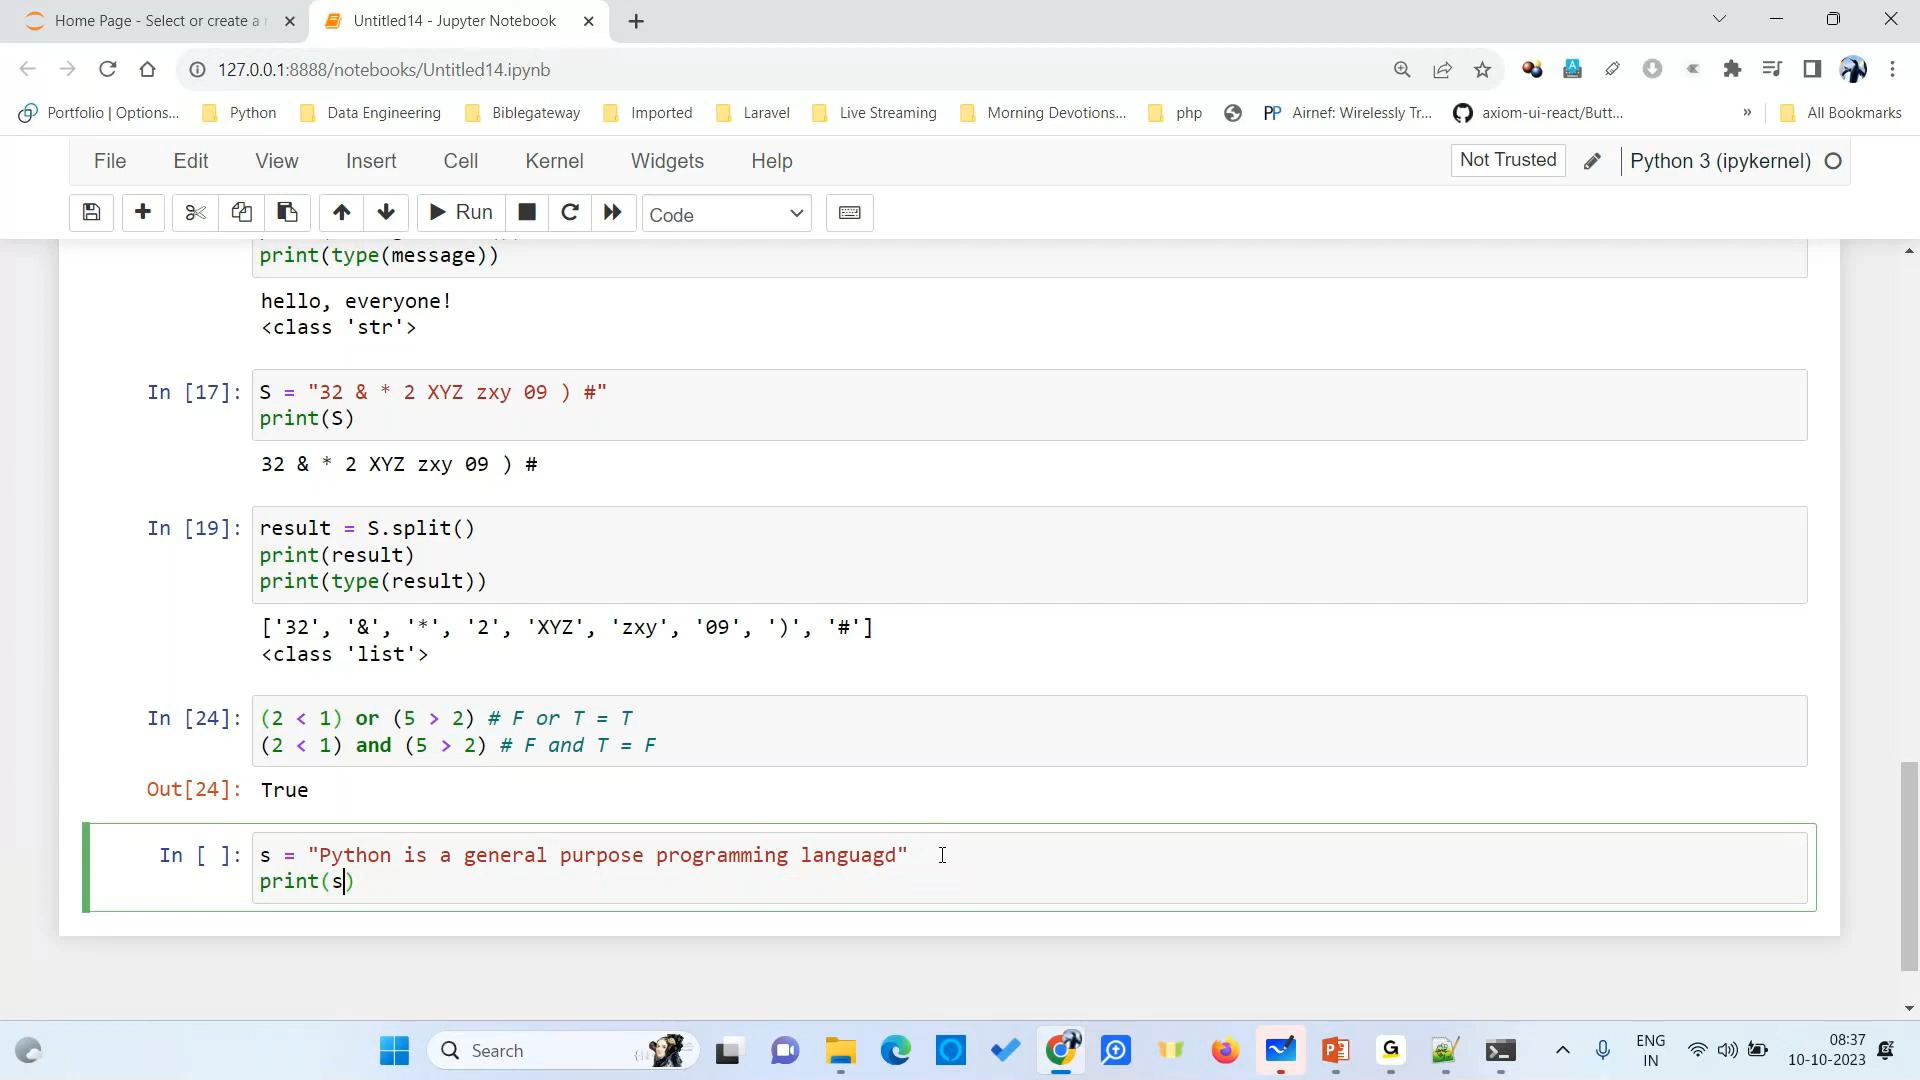 Home Page - Select or create a
Untitled14 - Jupyter Notebook
127.0.0.1:8888/notebooks/Untitled14.ipynb
Portfolio | Options...
Python
Data Engineering
Biblegateway
Imported
Laravel
Live Streaming
Morning Devotions...
php
PP Airnef: Wirelessly Tr...
axiom-ui-react/Butt...
»
All Bookmarks
File Edit View Insert Cell Kernel Widgets Help
Not Trusted
Python 3 (ipykernel)
Run
Code
print(type(message))
hello, everyone!
<class 'str'>
In [17]: S = "32 & * 2 XYZ zxy 09 ) #"
print(S)
32 & * 2 XYZ zxy 09 ) #
In [19]: result = S.split()
print(result)
print(type(result))
['32', '&', '*', '2', 'XYZ', 'zxy', '09', ')', '#']
<class 'list'>
In [24]: (2 < 1) or (5 > 2) # F or T = T
(2 < 1) and (5 > 2) # F and T = F
Out[24]: True
In [ ]: s = "Python is a general purpose programming languagd"
print(s)
Search
ENG
IN
08:37
10-10-2023